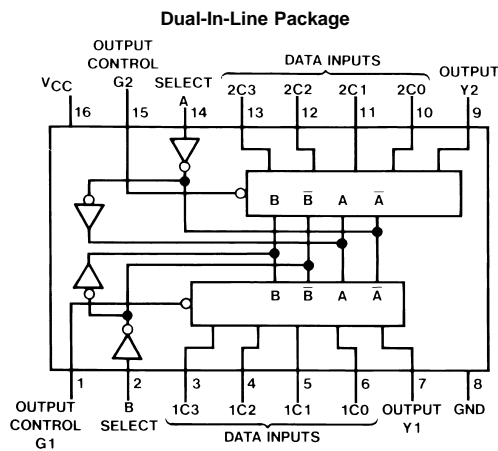 Dual-In-Line Package
OUTPUT
CONTROL
G2
SELECT
A
DATA INPUTS
OUTPUT
Y2
VCC
2C3
2C2
2C1
2C0
16
15
14
13
12
11
10
9
B
B̅
A
A̅
B
B̅
A
A̅
1
2
3
4
5
6
7
8
OUTPUT
CONTROL
G1
B
SELECT
1C3
1C2
1C1
1C0
DATA INPUTS
OUTPUT
Y1
GND